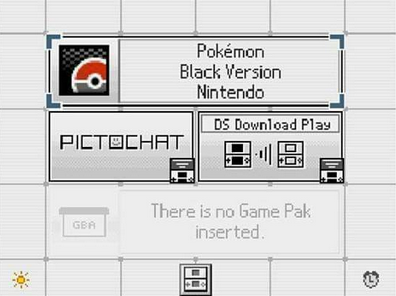 Pokémon
Black Version
Nintendo
PICTOCHAT
DS Download Play
GBA
There is no Game Pak
inserted.